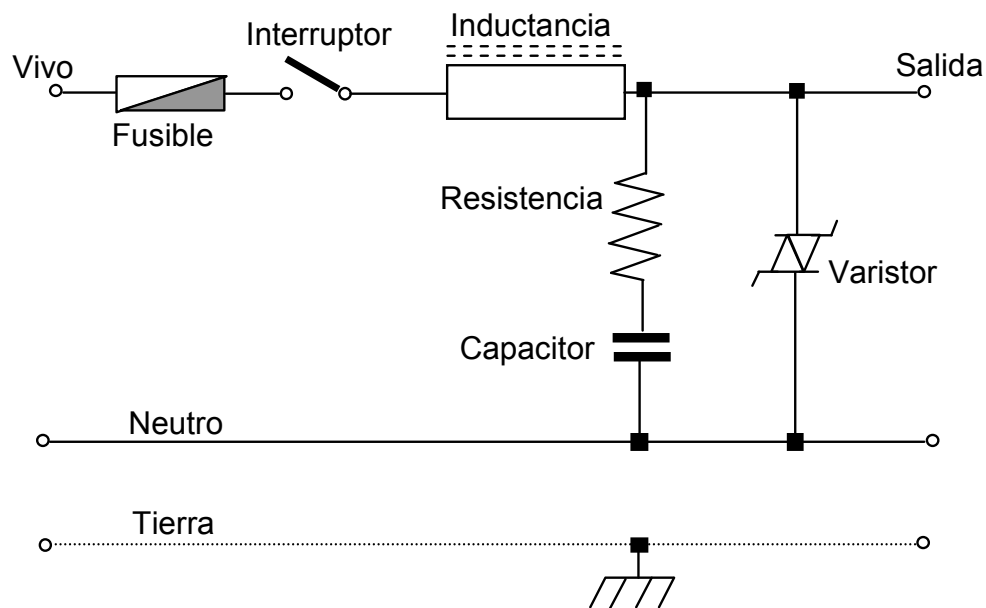 Inductancia
Interruptor
Vivo
Salida
Fusible
Resistencia
Varistor
Capacitor
Neutro
Tierra